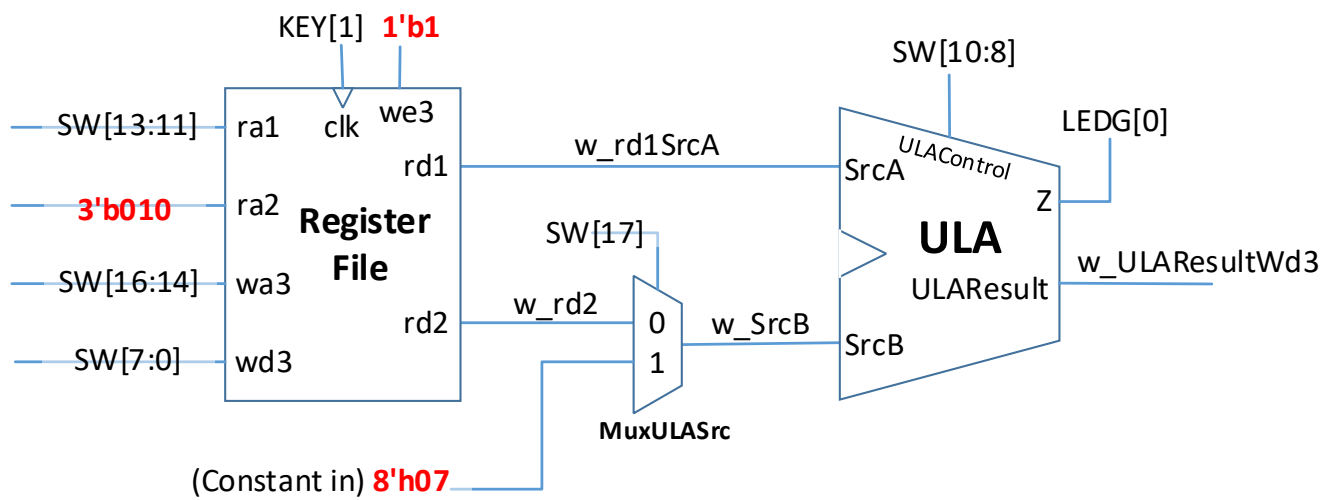 KEY[1] 1'b1
SW[10:8]
LEDG[0]
SW[13:11] ra1 clk we3
w_rd1SrcA
ULAControl
rd1 SrcA
3'b010 ra2
Z
Register
File
SW[17]
ULA
SW[16:14] wa3
w_ULAResultWd3
ULAResult
w_rd2
w_SrcB
rd2 0
SrcB
SW[7:0] wd3
1
MuxULASrc
(Constant in) 8'h07